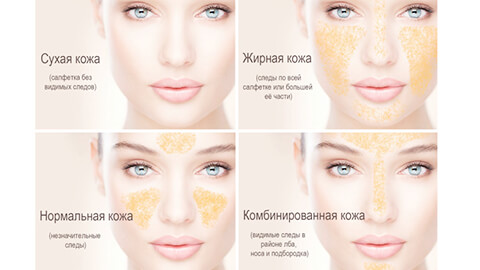 Сухая кожа
(салфетка без
видимых следов)
Жирная кожа
(следы по всей
салфетке или большей
её части)
Нормальная кожа
(незначительные
следы)
Комбинированная кожа
(видимые следы в
районе лба,
носа и подбородка)